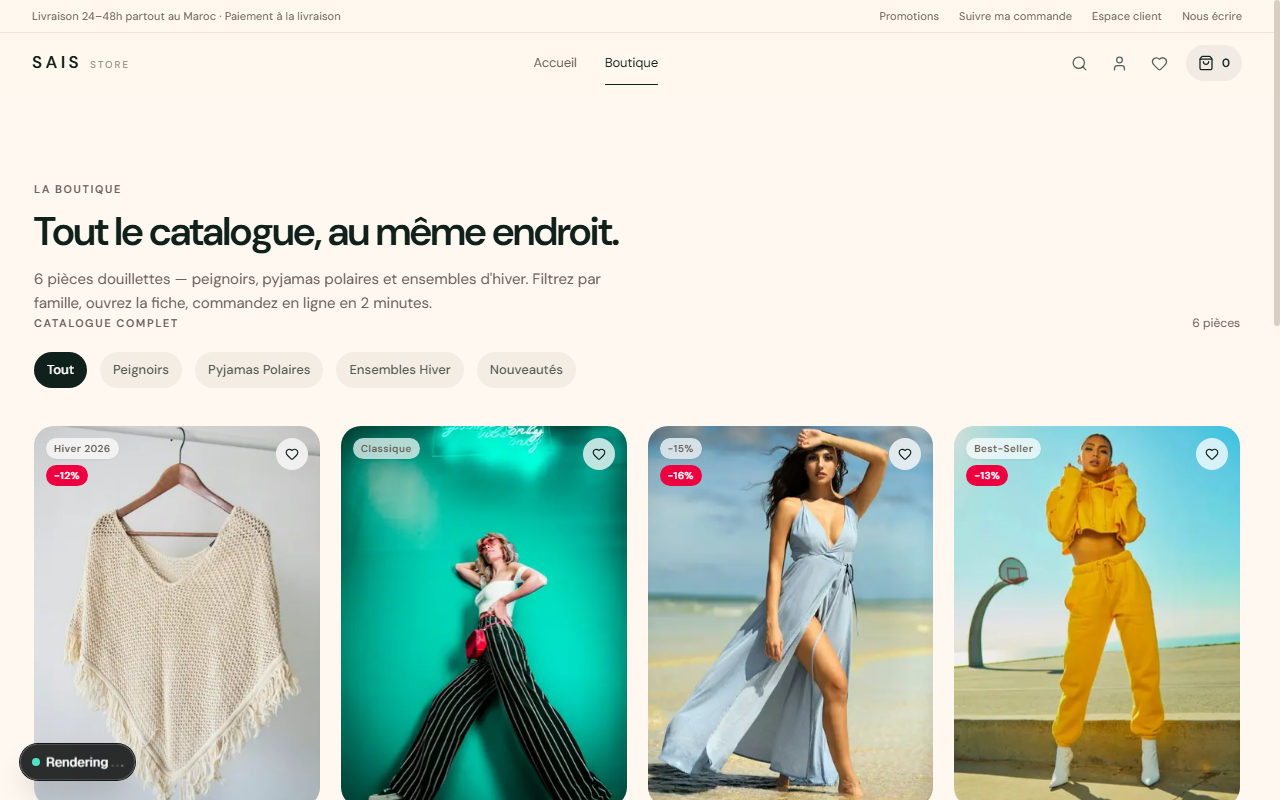 Livraison 24–48h partout au Maroc · Paiement à la livraison
Promotions
Suivre ma commande
Espace client
Nous écrire
SAIS STORE
Accueil
Boutique
0
LA BOUTIQUE
Tout le catalogue, au même endroit.
6 pièces douillettes — peignoirs, pyjamas polaires et ensembles d'hiver. Filtrez par
famille, ouvrez la fiche, commandez en ligne en 2 minutes.
CATALOGUE COMPLET
6 pièces
Tout
Peignoirs
Pyjamas Polaires
Ensembles Hiver
Nouveautés
Hiver 2026
-12%
Classique
only
only
-15%
-16%
Best-Seller
-13%
Rendering ...